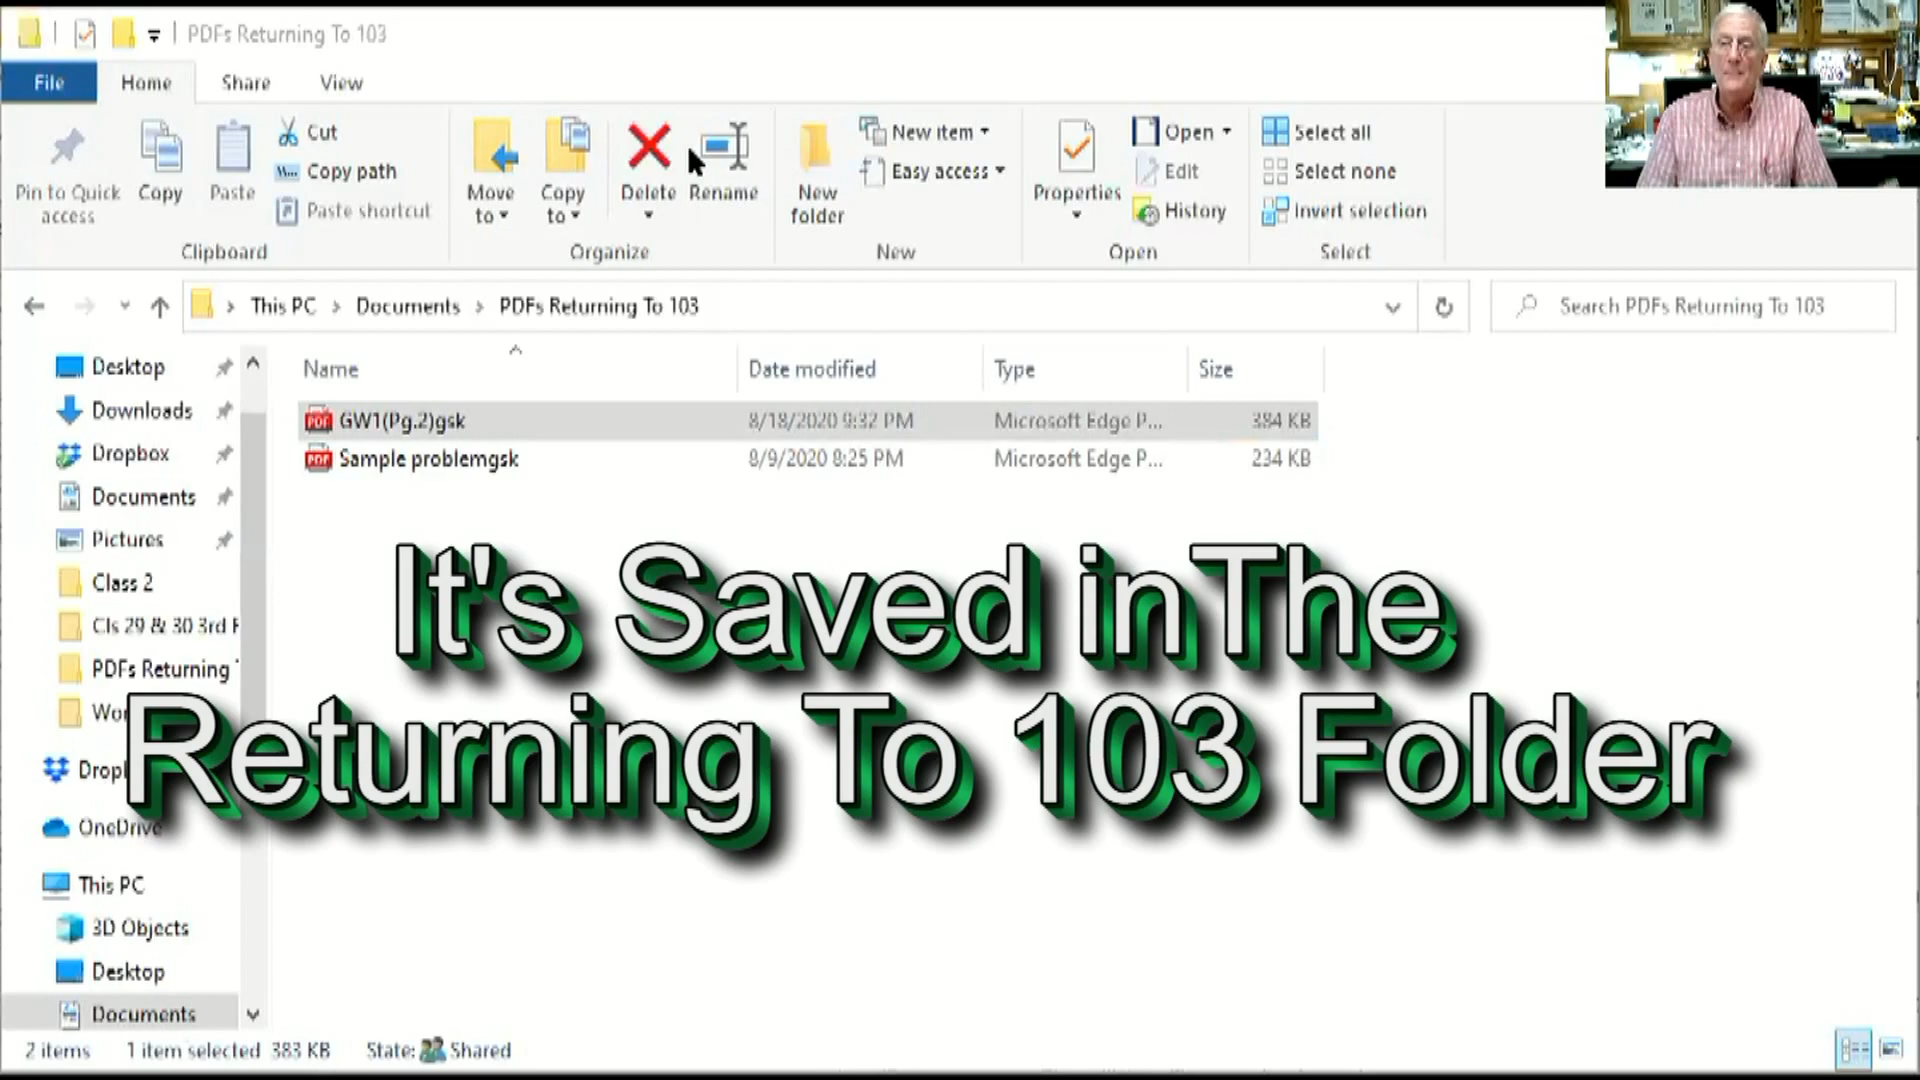 PDFs Returning To 103
File Home Share View
Pin to Quick access
Copy
Paste
Cut
Copy path
Paste shortcut
Clipboard
Move to
Copy to
Delete
Rename
Organize
New folder
New item
Easy access
New
Properties
Open
Edit
History
Open
Select all
Select none
Invert selection
Select
This PC > Documents > PDFs Returning To 103
Search PDFs Returning To 103
Name Date modified Type Size
GW1(Pg.2)gsk 8/18/2020 9:32 PM Microsoft Edge P... 384 KB
Sample problemgsk 8/9/2020 8:25 PM Microsoft Edge P... 234 KB
Desktop
Downloads
Dropbox
Documents
Pictures
Class 2
Cls 29 & 30 3rd
PDFs Returning
Wor
Drop
OneDrive
This PC
3D Objects
Desktop
Documents
It's Saved inThe
Returning To 103 Folder
2 items 1 item selected 383 KB State: Shared